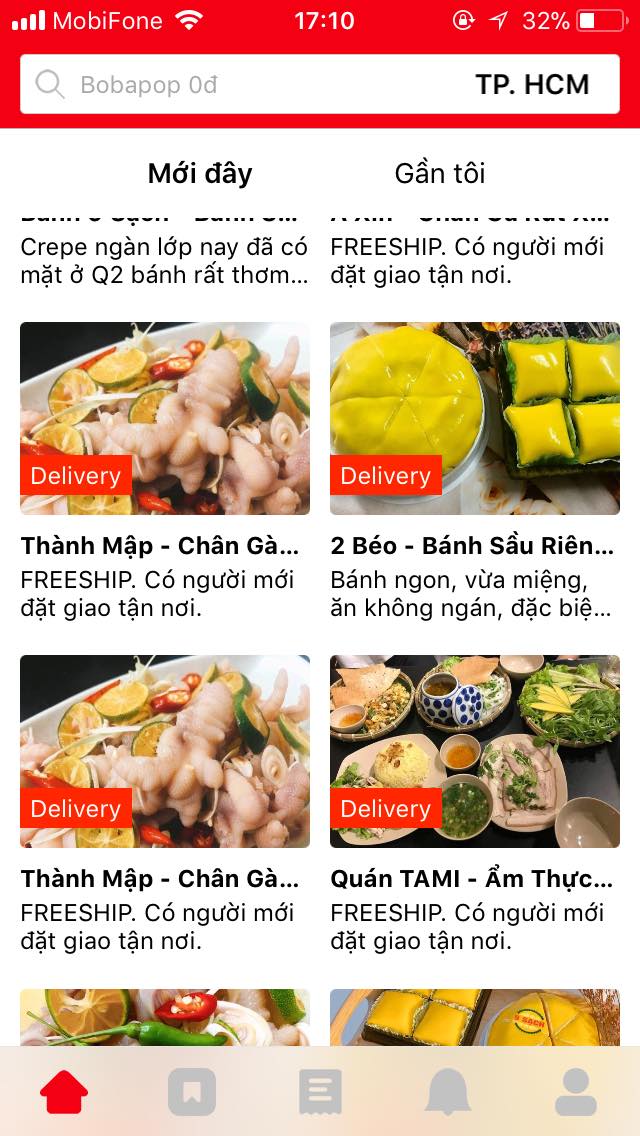 MobiFone 17:10 32%
Bobapop 0đ TP. HCM
Mới đây Gần tôi
Crepe ngàn lớp nay đã có
mặt ở Q2 bánh rất thơm...
FREESHIP. Có người mới
đặt giao tận nơi.
Delivery
Thành Mập - Chân Gà...
FREESHIP. Có người mới
đặt giao tận nơi.
Delivery
2 Béo - Bánh Sầu Riên...
Bánh ngon, vừa miệng,
ăn không ngán, đặc biệ...
Delivery
Thành Mập - Chân Gà...
FREESHIP. Có người mới
đặt giao tận nơi.
Delivery
Quán TAMI - Ẩm Thực...
FREESHIP. Có người mới
đặt giao tận nơi.